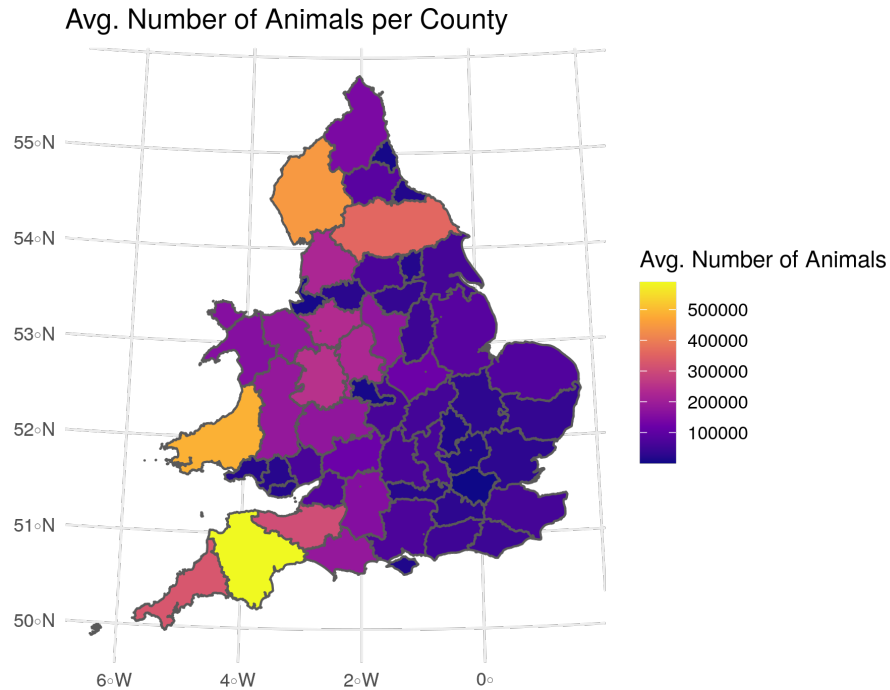 Avg. Number of Animals per County
55◦N
54◦N
53◦N
52◦N
51◦N
50◦N
6◦W
4◦W
2◦W
0◦
Avg. Number of Animals
500000
400000
300000
200000
100000